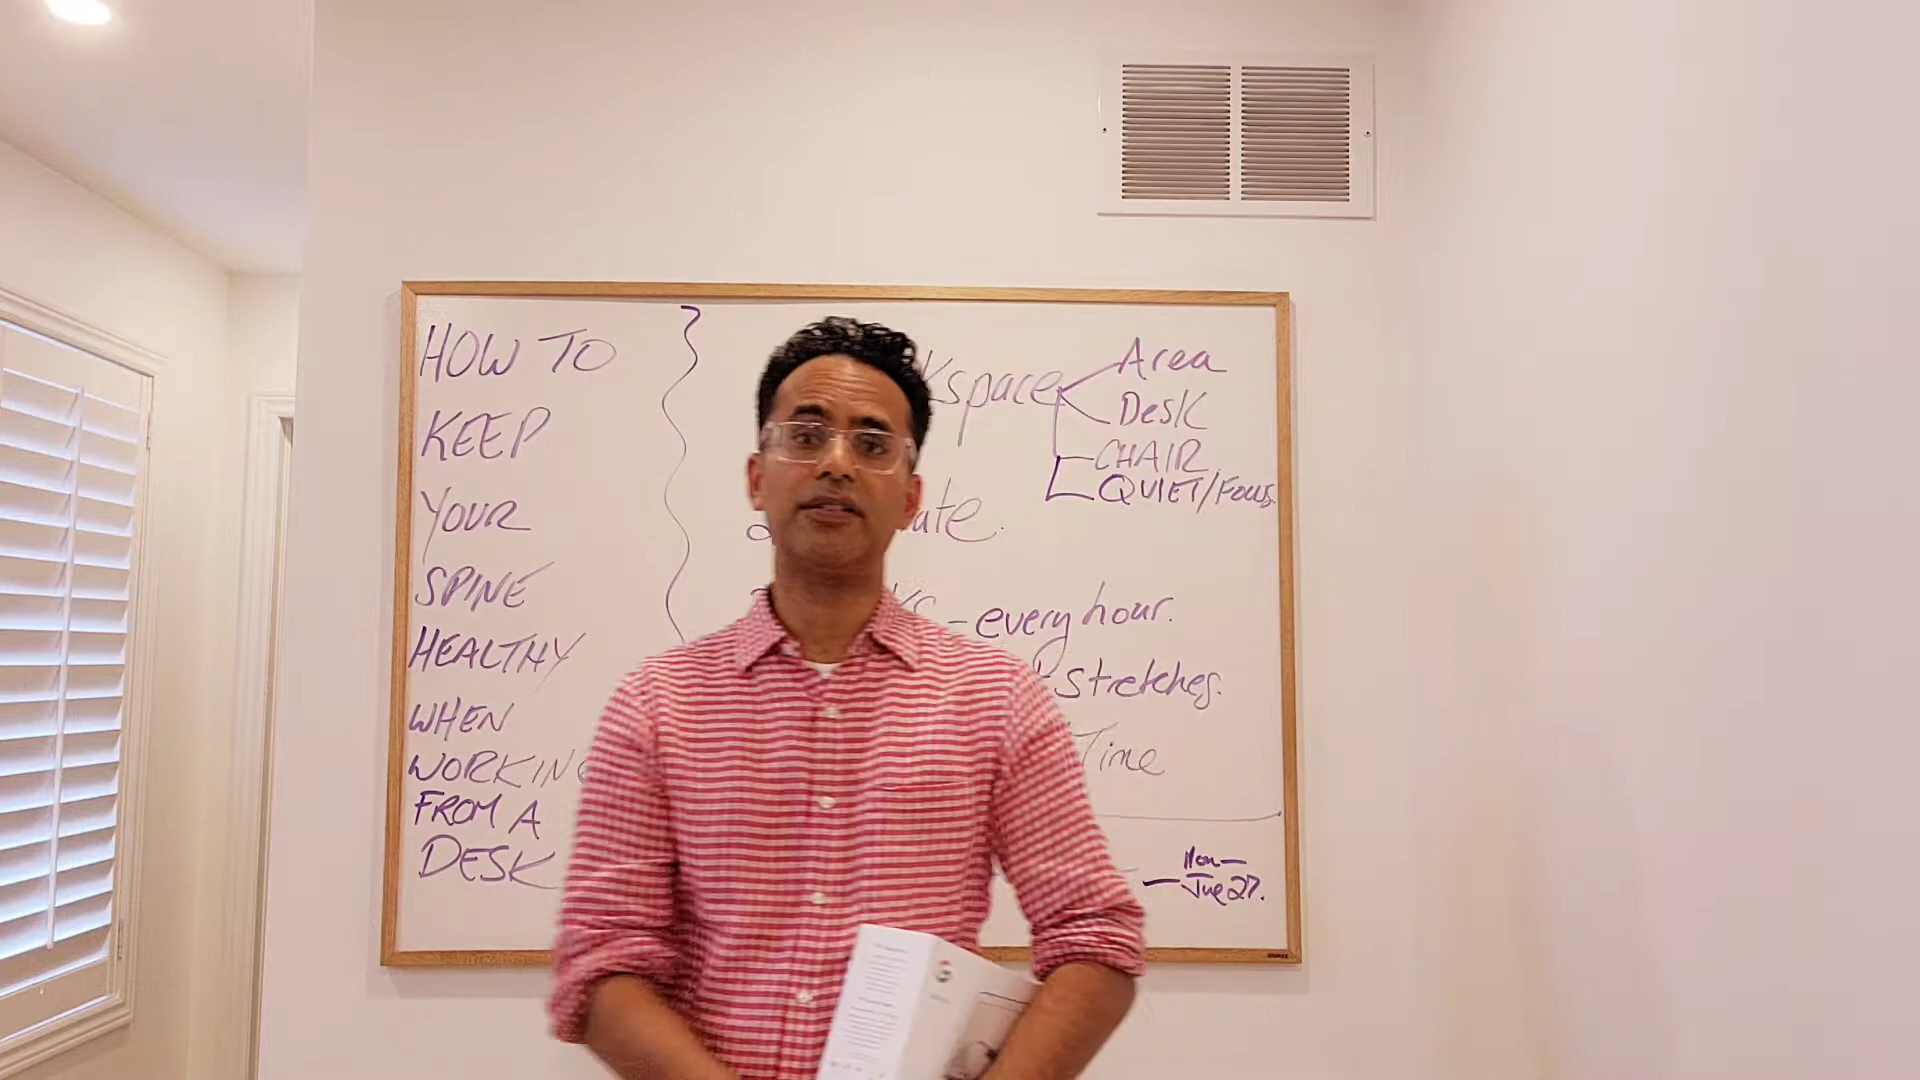 HOW TO
KEEP
YOUR
SPINE
HEALTHY
WHEN
WORKING
FROM A
DESK
kspace
Area
Desk
CHAIR
QUIET/FOCUS
ate.
- every hour.
stretches.
Time
Mon-
Tue 27.